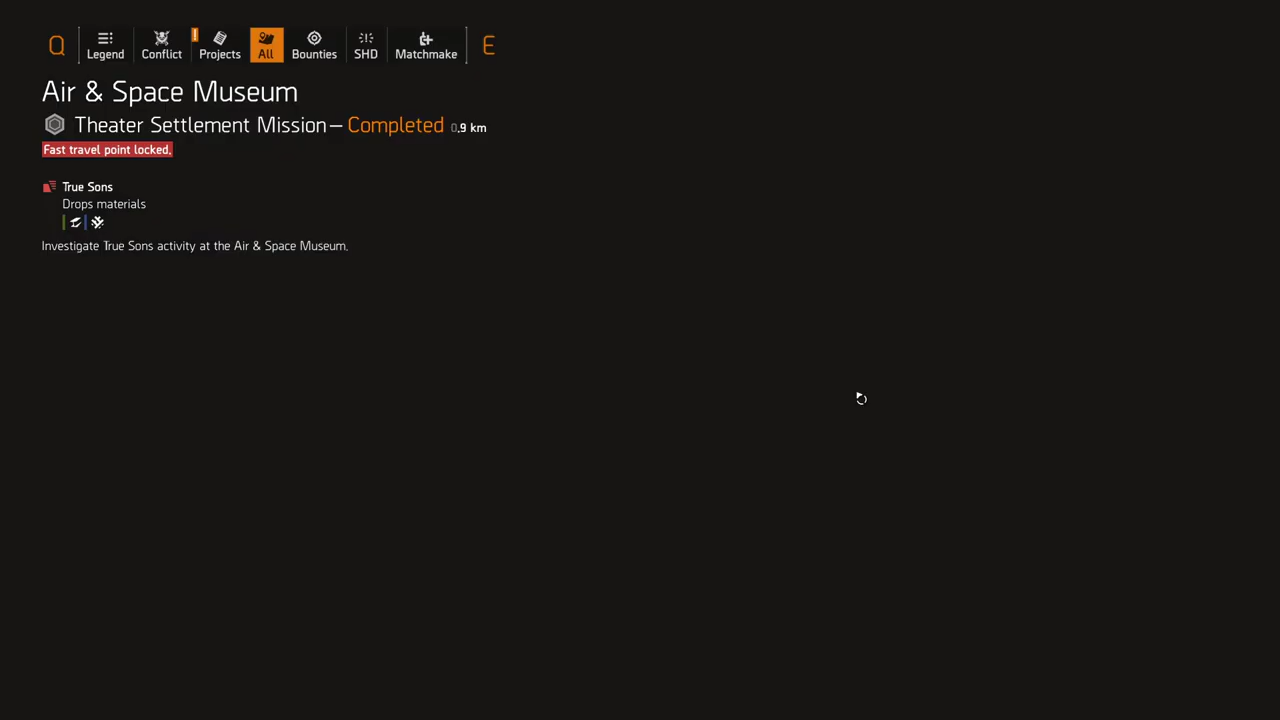 Q Legend Conflict Projects All Bounties SHD Matchmake E
Air & Space Museum
Theater Settlement Mission— Completed 0.9 km
Fast travel point locked.
True Sons
Drops materials
Investigate True Sons activity at the Air & Space Museum.